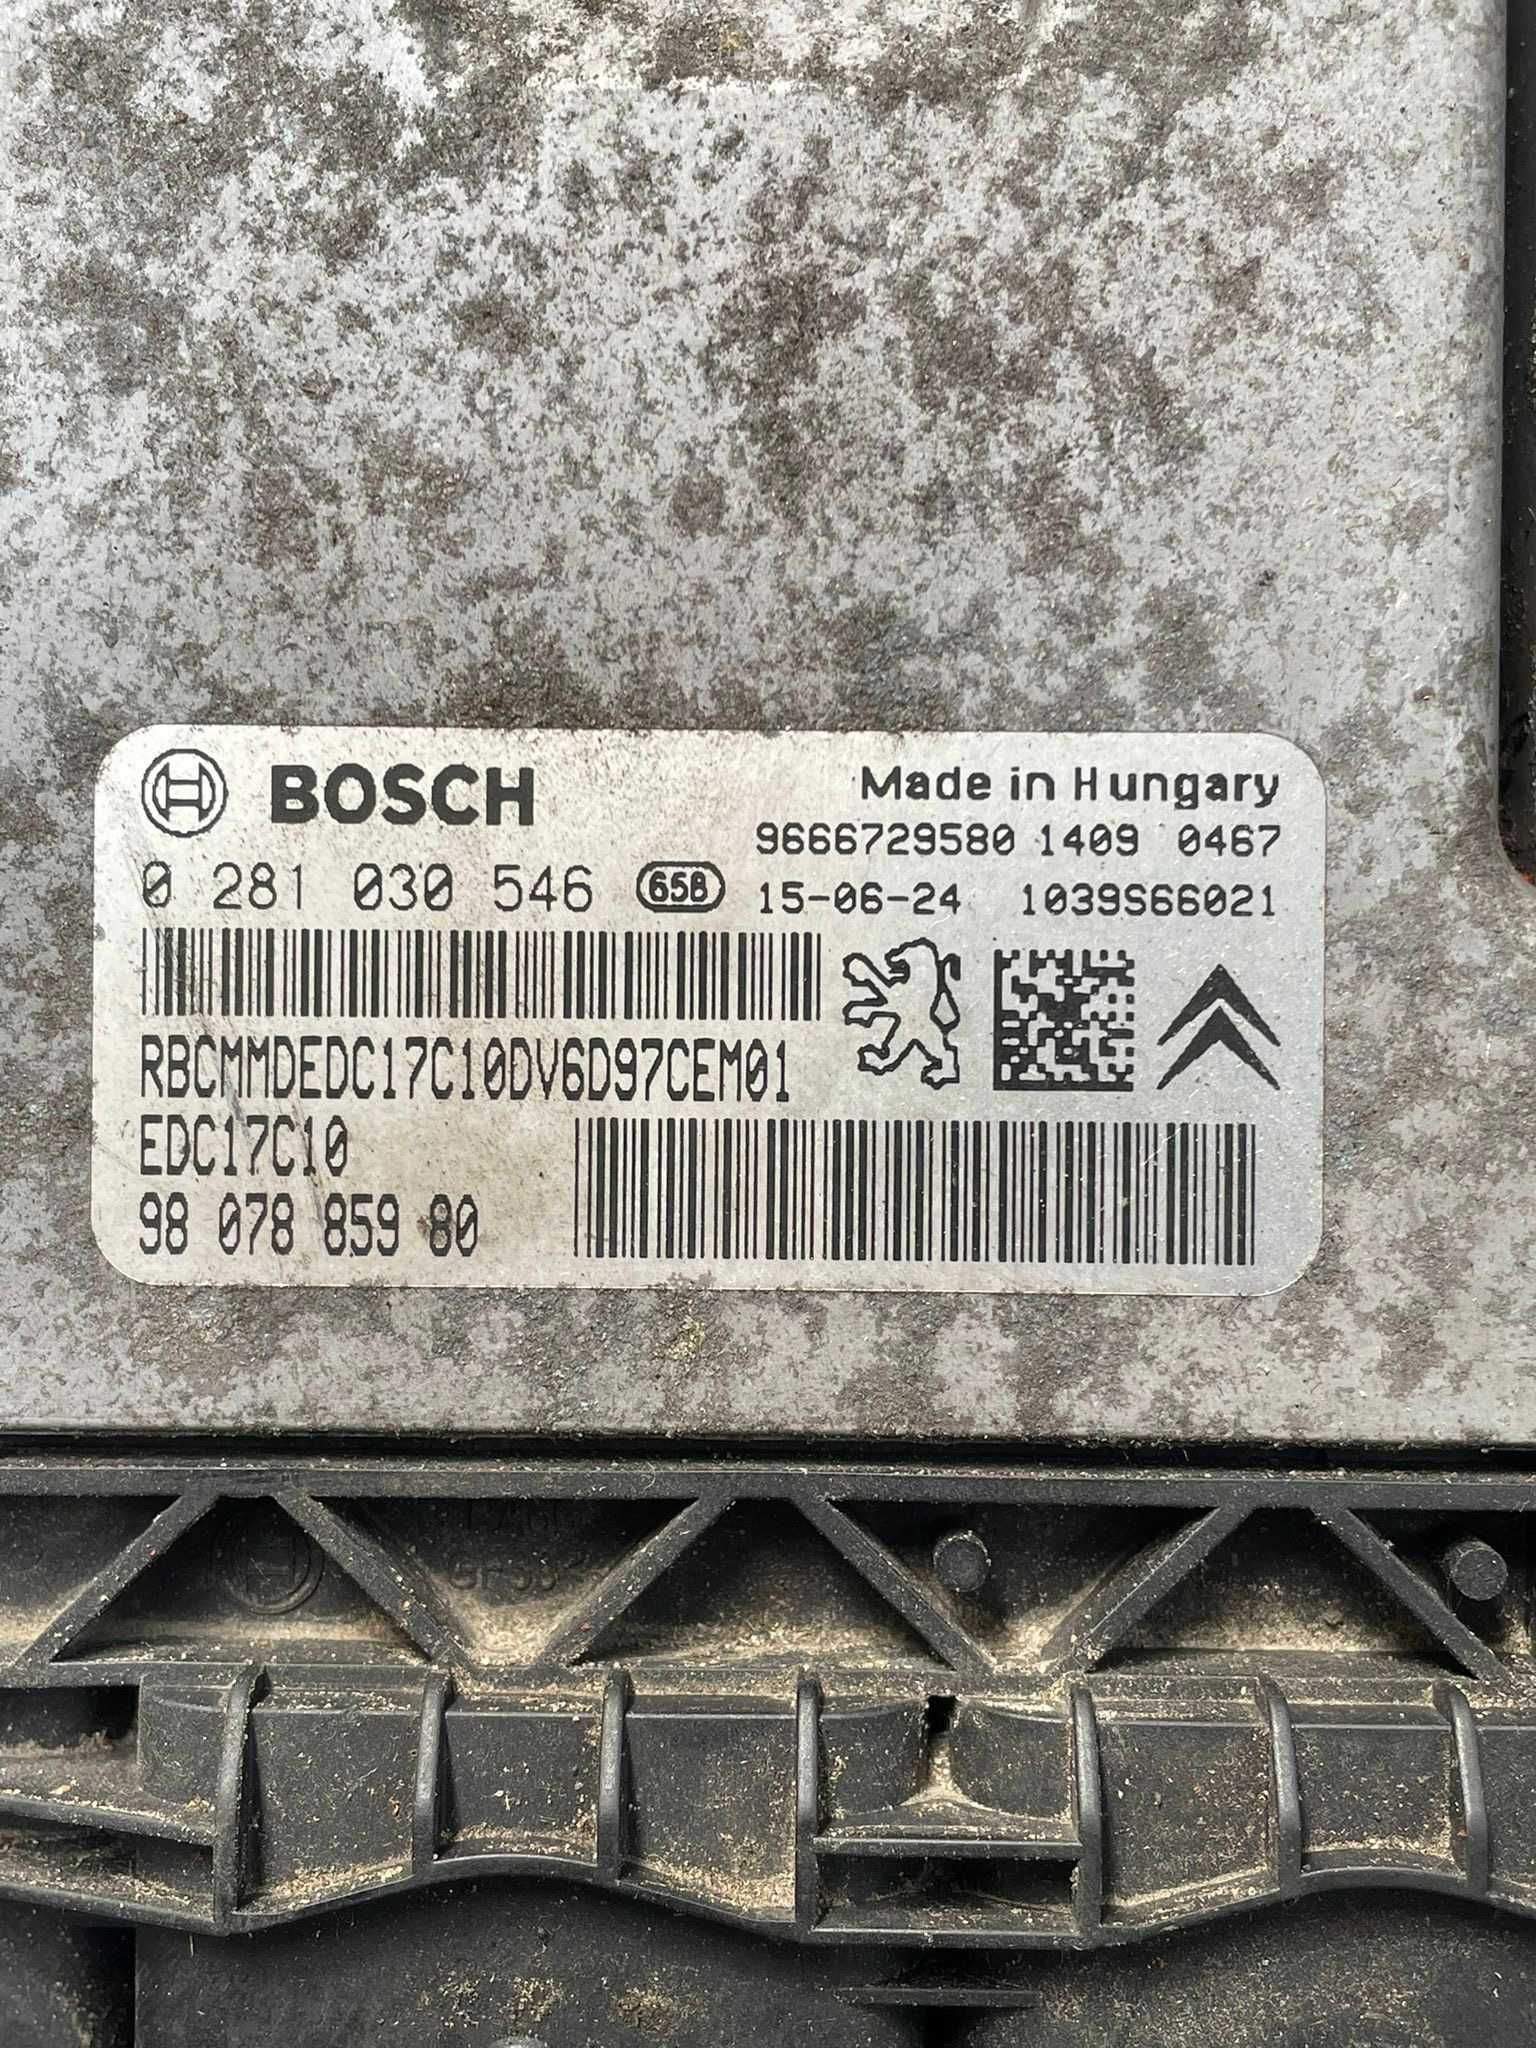 BOSCH
Made in Hungary
9666729580 1409 0467
0 281 030 546 65B 15-06-24 1039S66021
RBCMMDEDC17C10DV6D97CEM01
EDC17C10
98 078 859 80